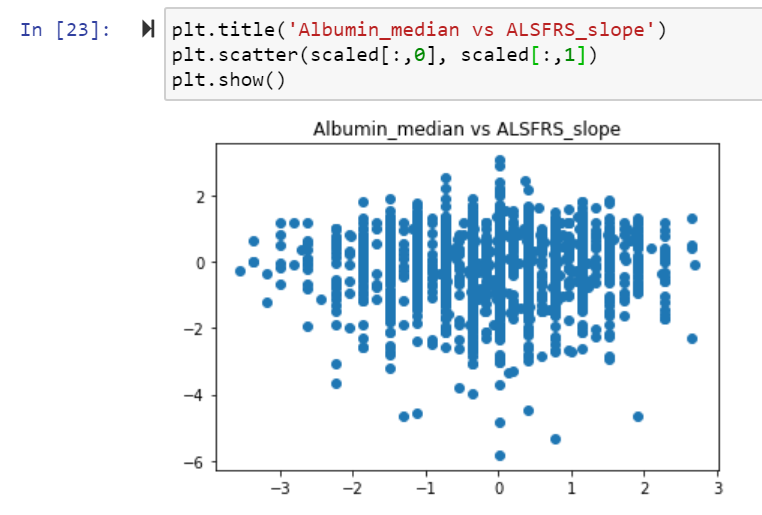 In [23]:
plt.title('Albumin_median vs ALSFRS_slope')
plt.scatter(scaled[:,0], scaled[:,1])
plt.show()
Albumin_median vs ALSFRS_slope
2
0
−2
−4
−6
−3 −2 −1 0 1 2 3